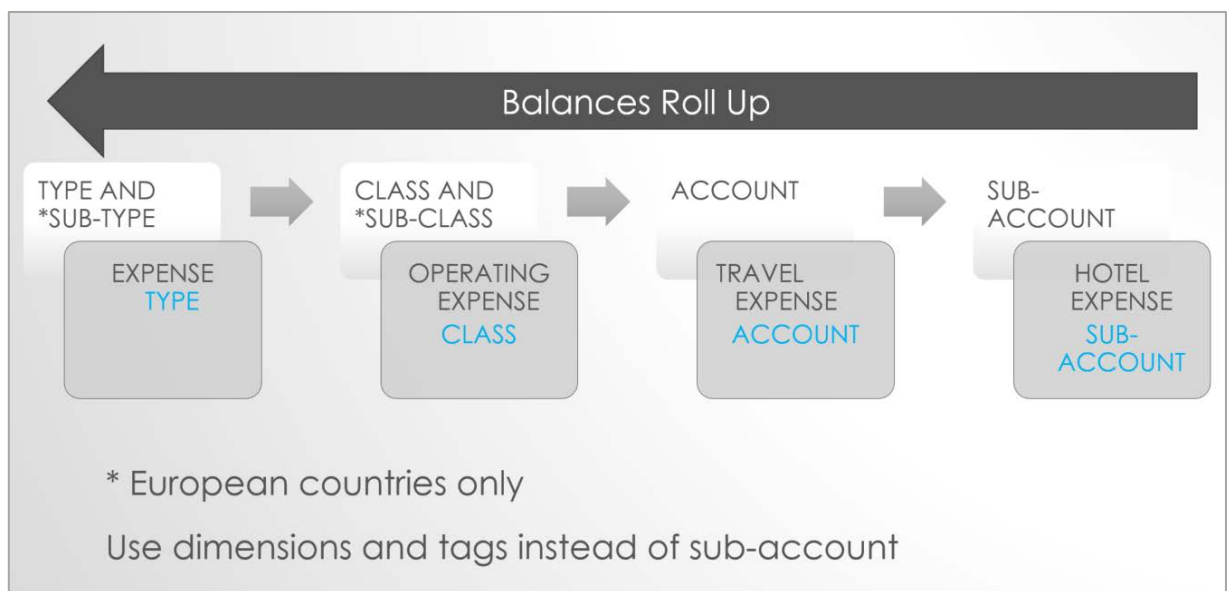 Balances Roll Up
TYPE AND
*SUB-TYPE
EXPENSE
TYPE
CLASS AND
*SUB-CLASS
OPERATING
EXPENSE
CLASS
ACCOUNT
TRAVEL
EXPENSE
ACCOUNT
SUB-
ACCOUNT
HOTEL
EXPENSE
SUB-
ACCOUNT
* European countries only
Use dimensions and tags instead of sub-account